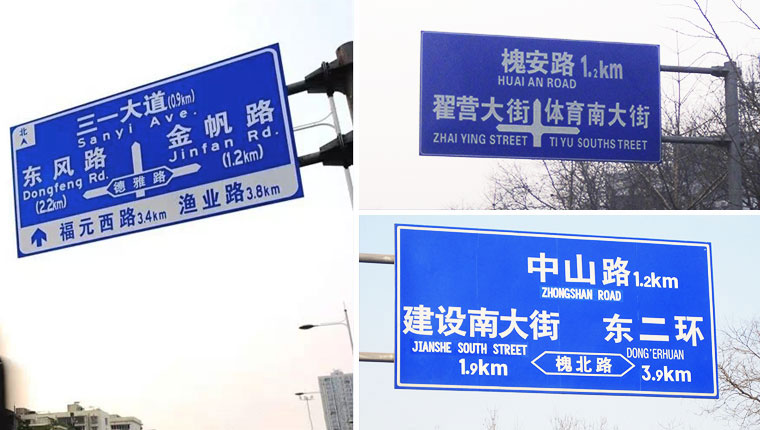 北
三一大道(0.9km)
Sanyi Ave.
东风路 金帆路
Dongfeng Rd. Jinfan Rd.
(2.2km) 德雅路 (1.2km)
福元西路3.4km 渔业路3.8km
槐安路 1.2km
HUAI AN ROAD
翟营大街 体育南大街
ZHAI YING STREET TI YU SOUTH STREET
中山路 1.2km
ZHONGSHAN ROAD
建设南大街 东二环
JIANSHE SOUTH STREET DONG'ERHUAN
1.9km 槐北路 3.9km